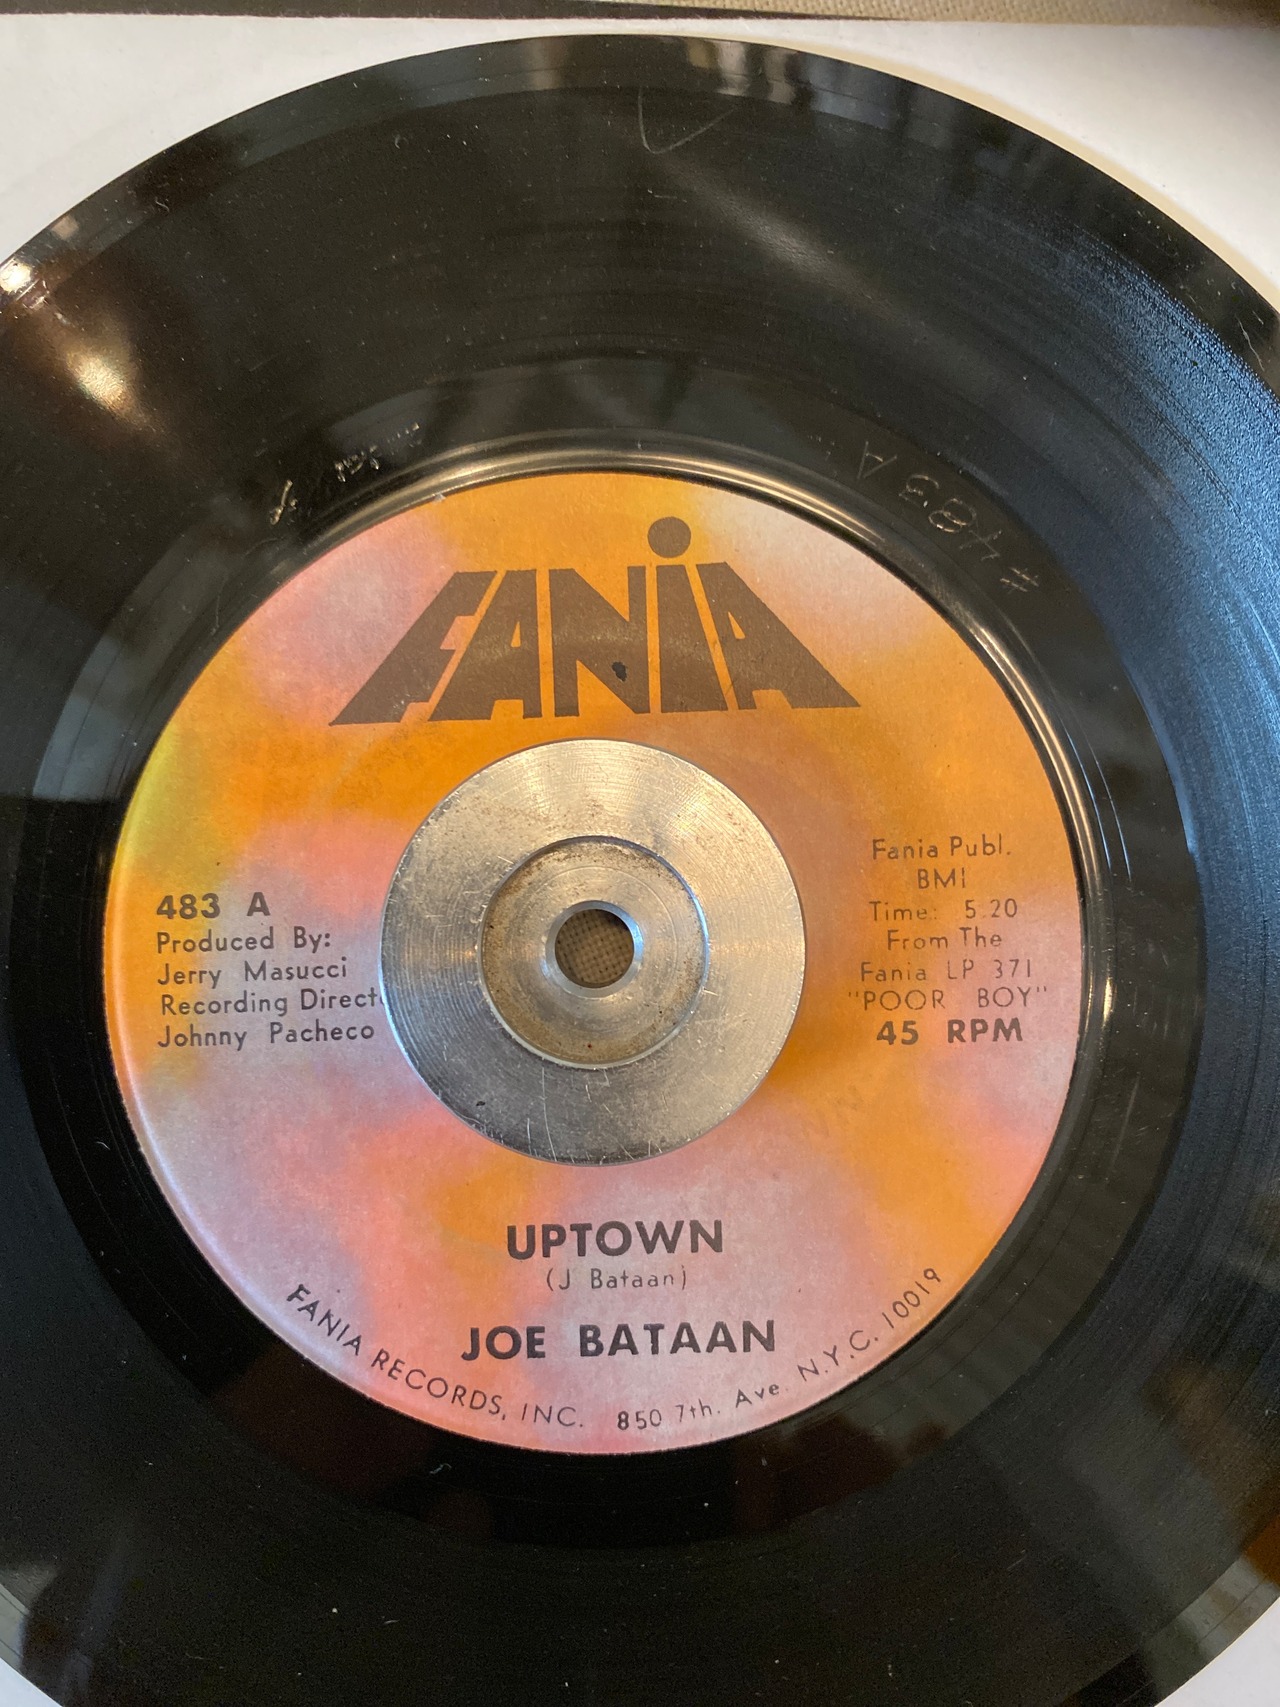 # 483 A
FANiA
483 A
Produced By:
Jerry Masucci
Recording Direct
Johnny Pacheco
Fania Publ.
BMI
Time: 5 20
From The
Fania LP 371
"POOR BOY"
45 RPM
UPTOWN
(J Bataan)
JOE BATAAN
FANIA RECORDS, INC. 850 7th. Ave. N.Y.C. 10019